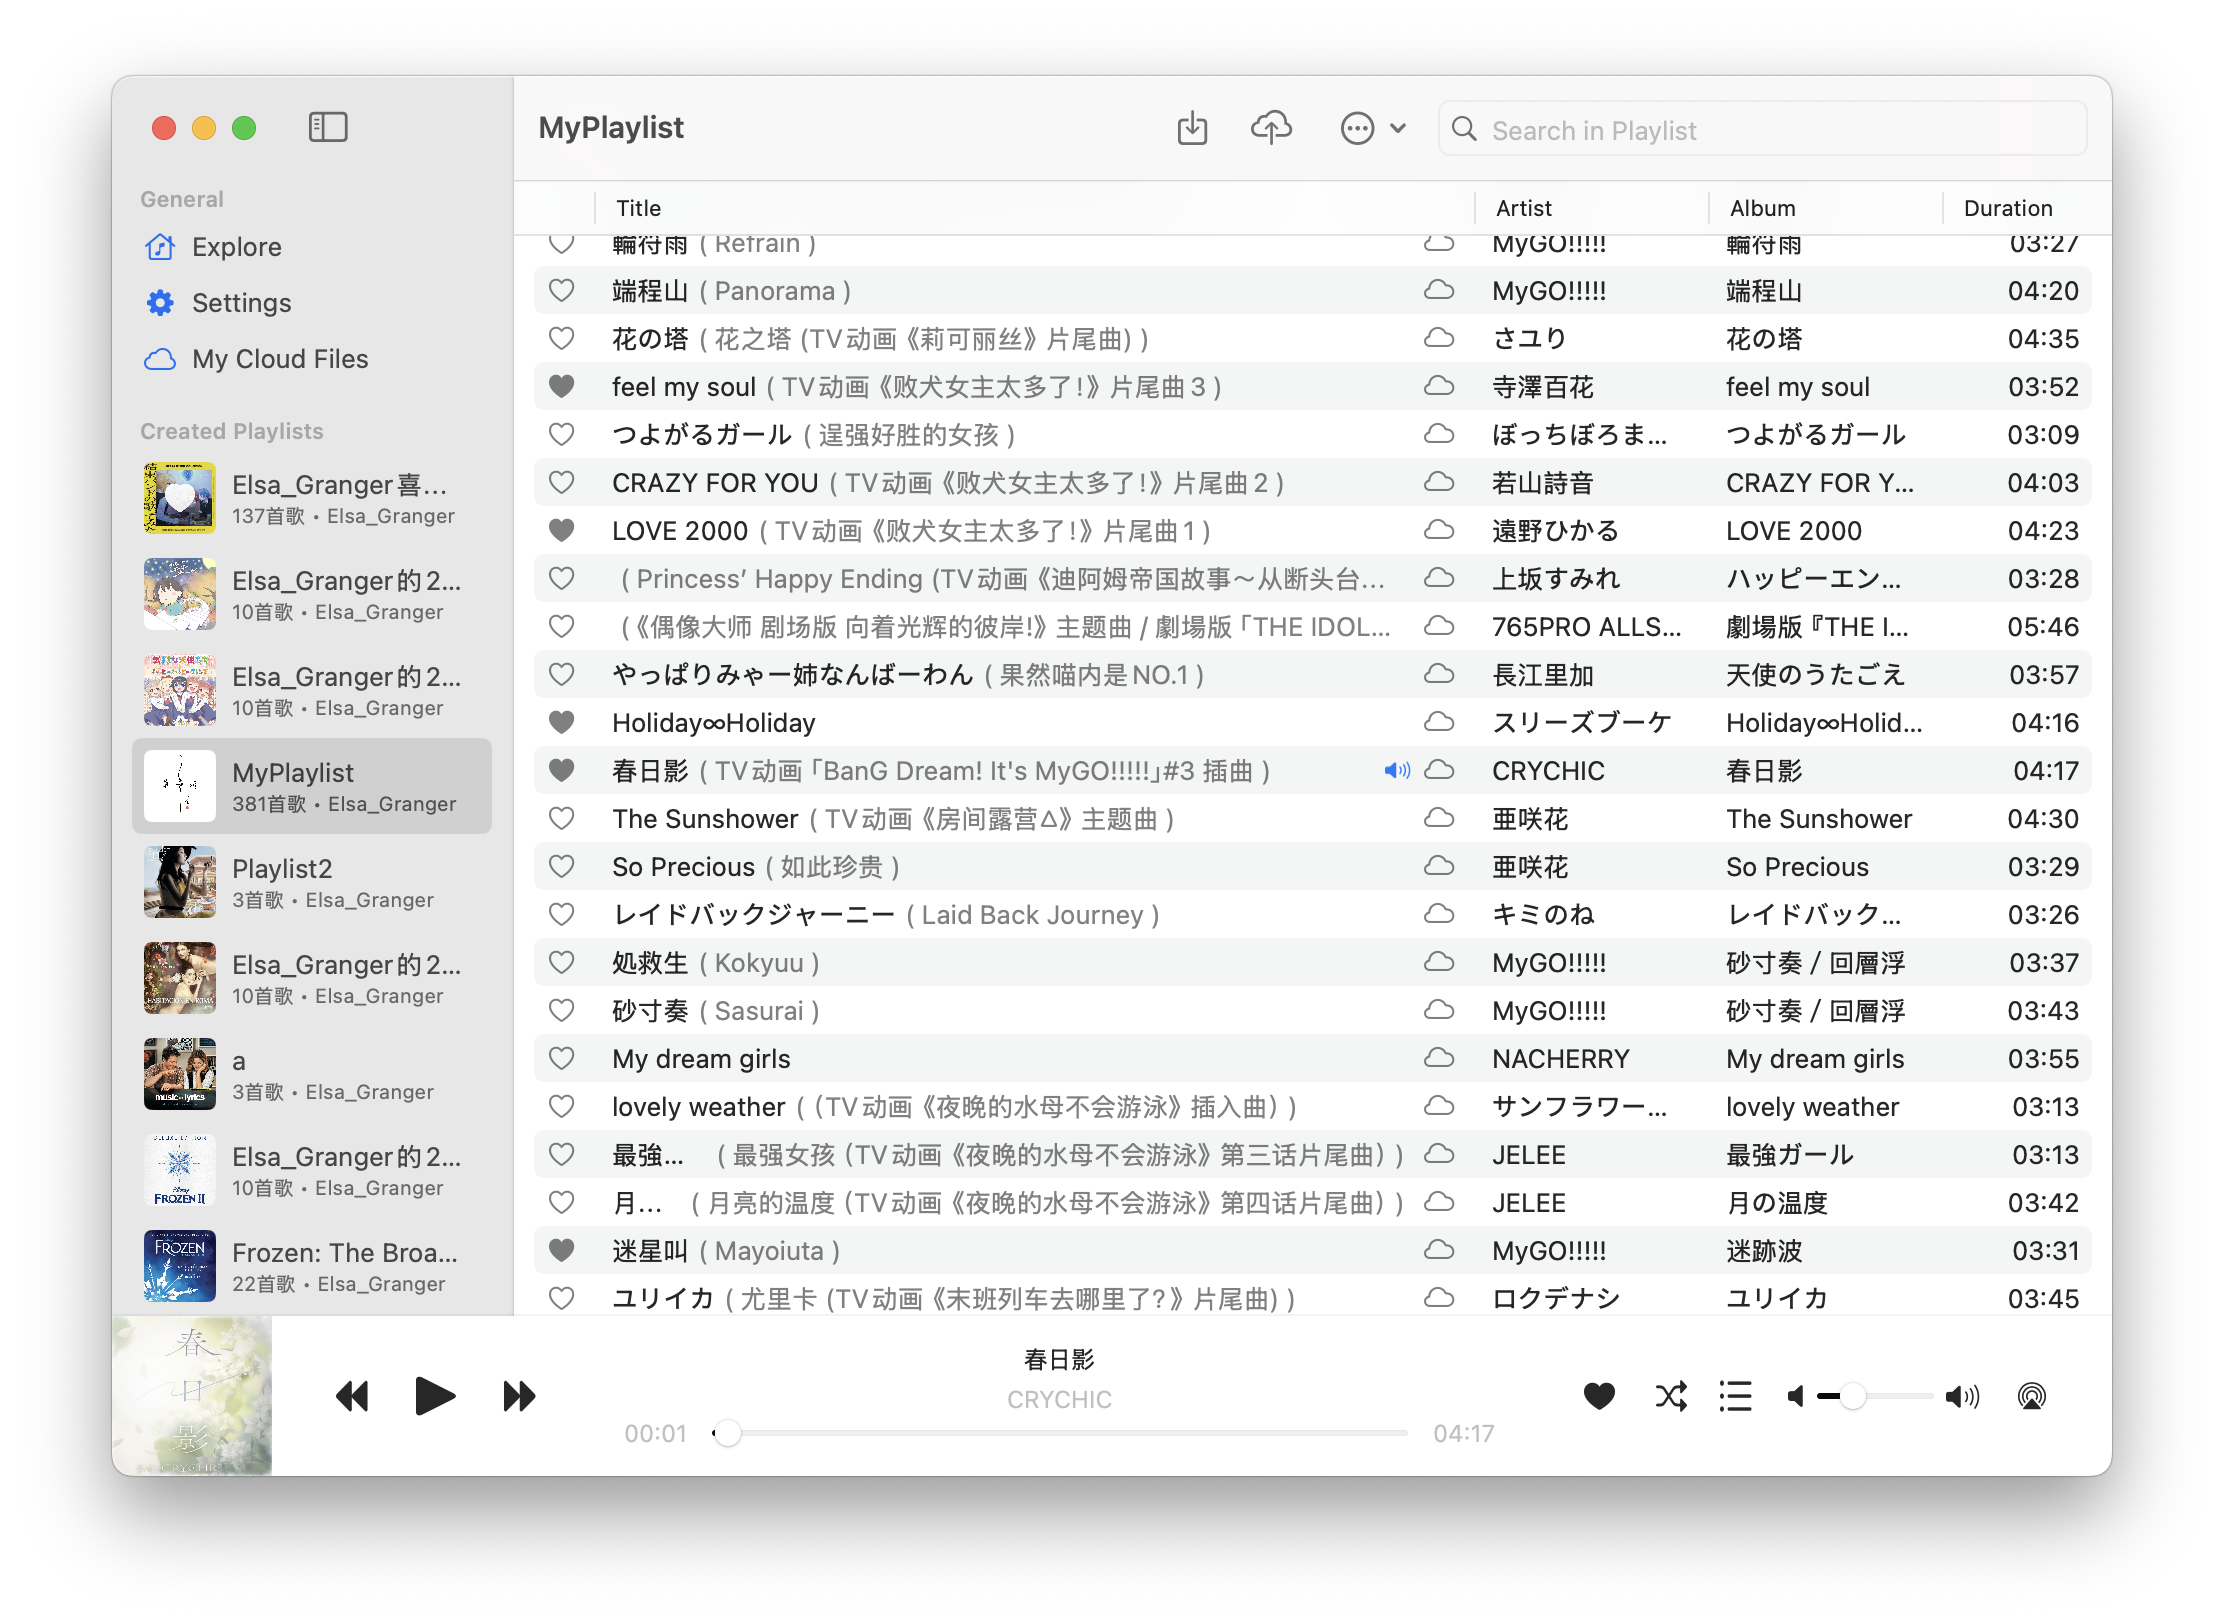 MyPlaylist
Search in Playlist
General
Explore
Settings
My Cloud Files
Created Playlists
Elsa_Granger喜...
137首歌 • Elsa_Granger
Elsa_Granger的2...
10首歌 • Elsa_Granger
Elsa_Granger的2...
10首歌 • Elsa_Granger
MyPlaylist
381首歌 • Elsa_Granger
Playlist2
3首歌 • Elsa_Granger
Elsa_Granger的2...
10首歌 • Elsa_Granger
a
3首歌 • Elsa_Granger
music and lyrics
Elsa_Granger的2...
10首歌 • Elsa_Granger
FROZEN II
Frozen: The Broa...
22首歌 • Elsa_Granger
FROZEN
Title Artist Album Duration
輪符雨 ( Refrain ) MyGO!!!!! 輪符雨 03:27
端程山 ( Panorama ) MyGO!!!!! 端程山 04:20
花の塔 ( 花之塔 (TV动画《莉可丽丝》片尾曲) ) さユり 花の塔 04:35
feel my soul ( TV动画《败犬女主太多了!》片尾曲3 ) 寺澤百花 feel my soul 03:52
つよがるガール ( 逞强好胜的女孩 ) ぼっちぼろま... つよがるガール 03:09
CRAZY FOR YOU ( TV动画《败犬女主太多了!》片尾曲2 ) 若山詩音 CRAZY FOR Y... 04:03
LOVE 2000 ( TV动画《败犬女主太多了!》片尾曲1 ) 遠野ひかる LOVE 2000 04:23
( Princess’ Happy Ending (TV动画《迪阿姆帝国故事～从断头台... 上坂すみれ ハッピーエン... 03:28
(《偶像大师 剧场版 向着光辉的彼岸!》主题曲 / 劇場版「THE IDOL... 765PRO ALLS... 劇場版『THE I... 05:46
やっぱりみゃー姉なんばーわん ( 果然喵内是NO.1 ) 長江里加 天使のうたごえ 03:57
Holiday∞Holiday スリーズブーケ Holiday∞Holid... 04:16
春日影 ( TV动画「BanG Dream! It's MyGO!!!!!」#3 插曲 ) CRYCHIC 春日影 04:17
The Sunshower ( TV动画《房间露营△》主题曲 ) 亜咲花 The Sunshower 04:30
So Precious ( 如此珍贵 ) 亜咲花 So Precious 03:29
レイドバックジャーニー ( Laid Back Journey ) キミのね レイドバック... 03:26
処救生 ( Kokyuu ) MyGO!!!!! 砂寸奏 / 回層浮 03:37
砂寸奏 ( Sasurai ) MyGO!!!!! 砂寸奏 / 回層浮 03:43
My dream girls NACHERRY My dream girls 03:55
lovely weather ( （TV动画《夜晚的水母不会游泳》插入曲）) サンフラワー... lovely weather 03:13
最強... ( 最强女孩（TV动画《夜晚的水母不会游泳》第三话片尾曲）) JELEE 最強ガール 03:13
月... ( 月亮的温度（TV动画《夜晚的水母不会游泳》第四话片尾曲）) JELEE 月の温度 03:42
迷星叫 ( Mayoiuta ) MyGO!!!!! 迷跡波 03:31
ユリイカ ( 尤里卡 (TV动画《末班列车去哪里了?》片尾曲) ) ロクデナシ ユリイカ 03:45
春
日
影
CRYCHIC
春日影
CRYCHIC
00:01 04:17